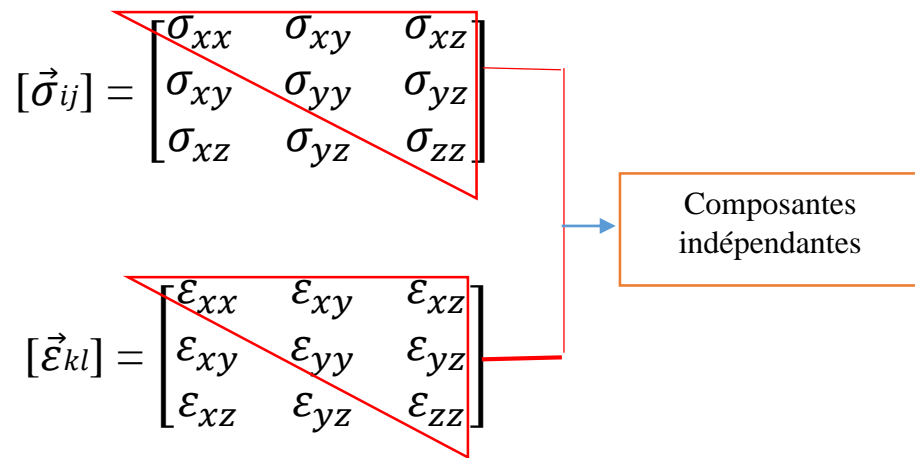 [σ⃗ij] = [σxx σxy σxz
σxy σyy σyz
σxz σyz σzz]
Composantes
indépendantes
[ε⃗kl] = [εxx εxy εxz
εxy εyy εyz
εxz εyz εzz]